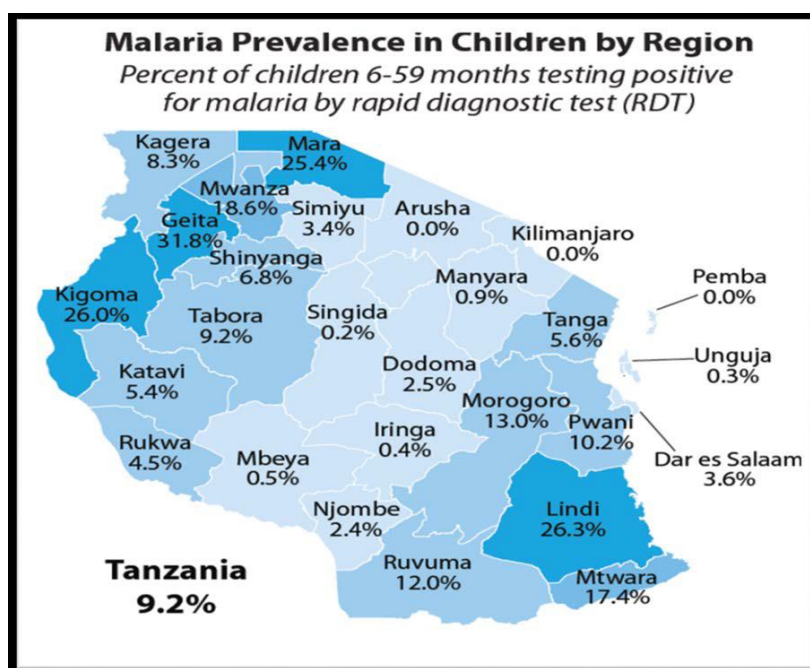 Malaria Prevalence in Children by Region
Percent of children 6-59 months testing positive
for malaria by rapid diagnostic test (RDT)
Kagera
8.3%
Mara
25.4%
Mwanza
18.6%
Geita
31.8%
Simiyu
3.4%
Arusha
0.0%
Kilimanjaro
0.0%
Shinyanga
6.8%
Kigoma
26.0%
Tabora
9.2%
Singida
0.2%
Manyara
0.9%
Tanga
5.6%
Pemba
0.0%
Unguja
0.3%
Katavi
5.4%
Dodoma
2.5%
Morogoro
13.0%
Pwani
10.2%
Dar es Salaam
3.6%
Rukwa
4.5%
Mbeya
0.5%
Iringa
0.4%
Njombe
2.4%
Lindi
26.3%
Ruvuma
12.0%
Mtwara
17.4%
Tanzania
9.2%